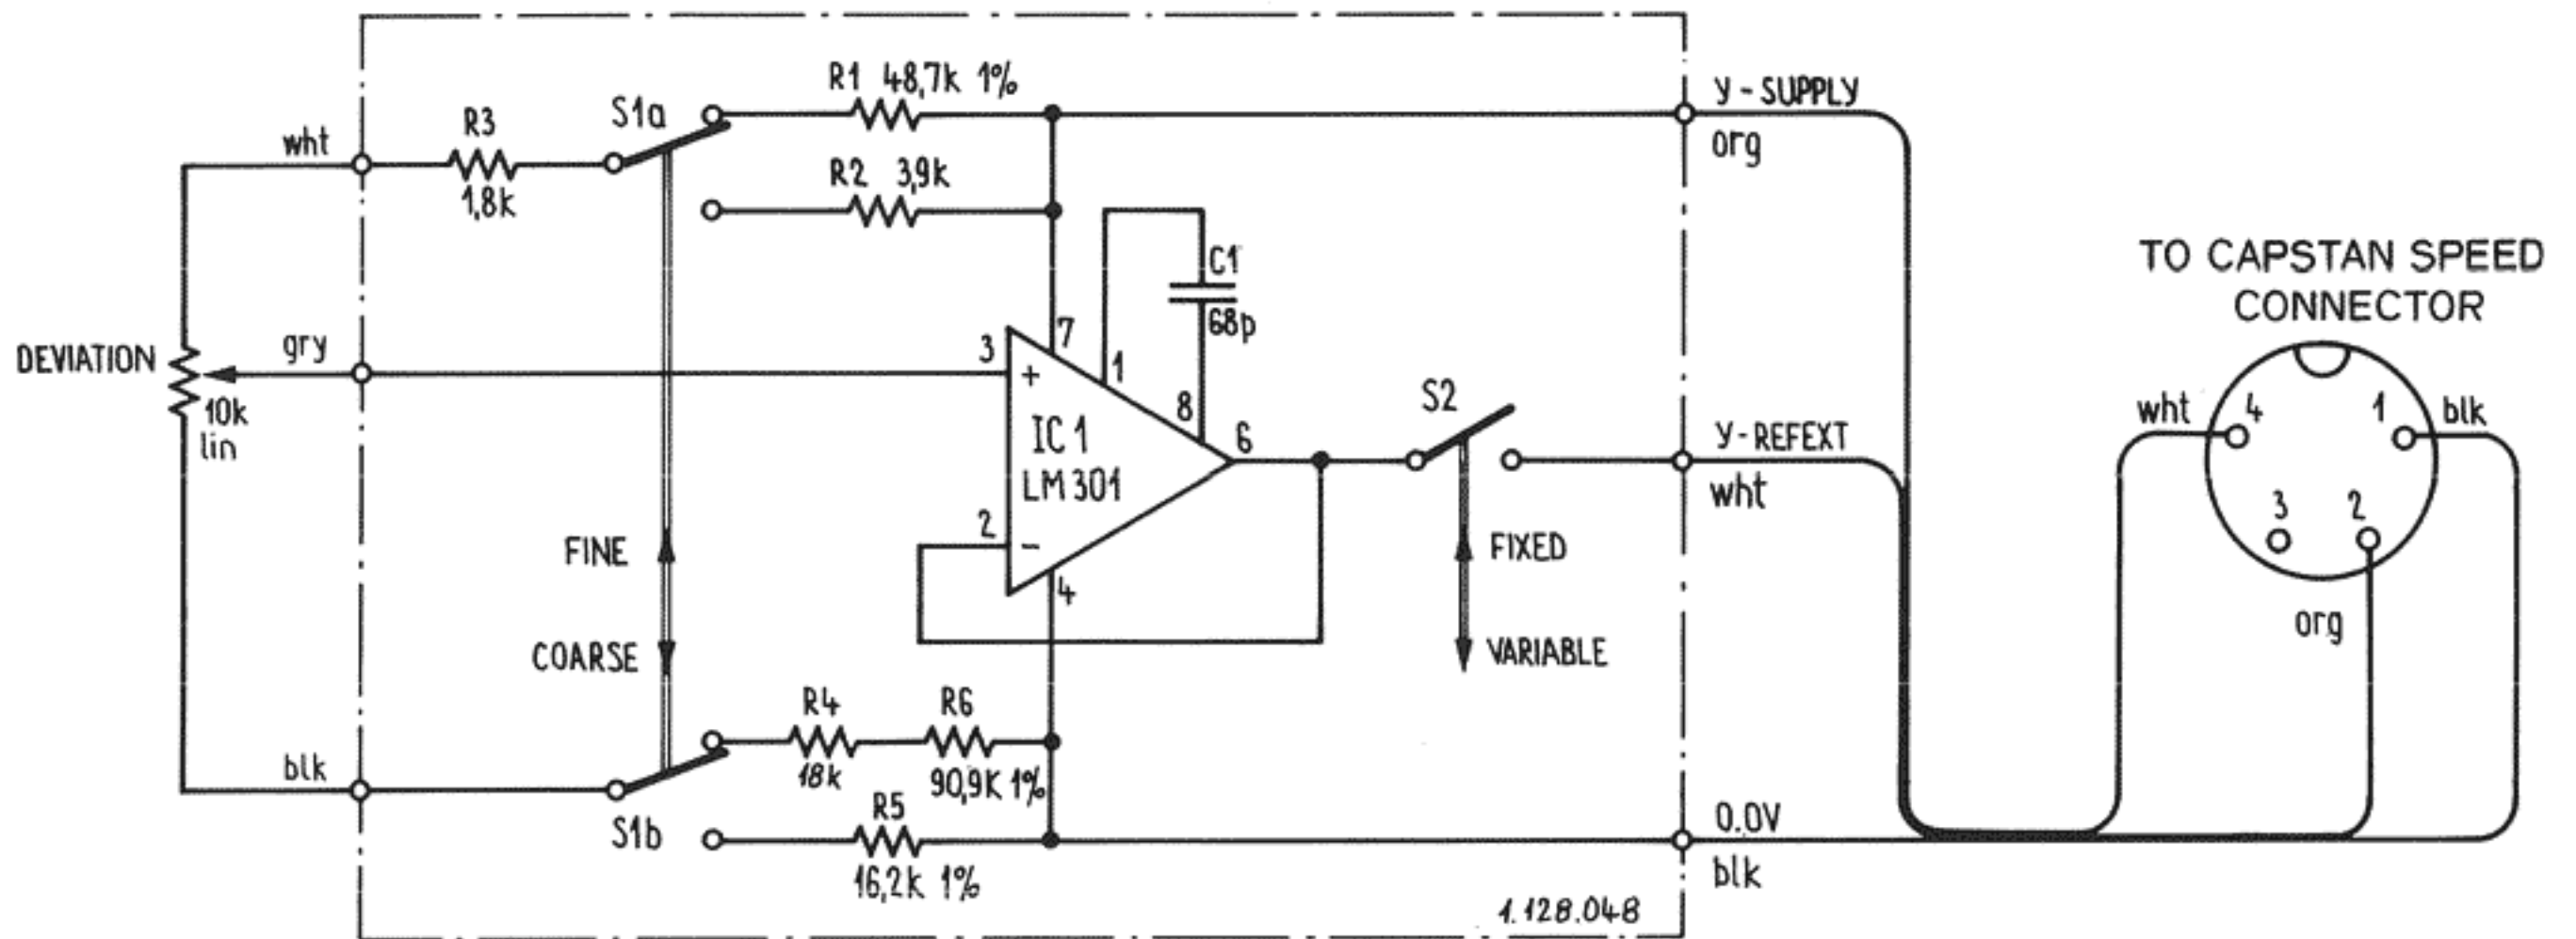 R1 48,7k 1%
Y-SUPPLY
org
S1a
R3
wht
1,8k
R2 3,9k
C1
68p
TO CAPSTAN SPEED
CONNECTOR
DEVIATION
gry
10k
lin
3
7
+
1
8
IC 1
LM 301
6
2
-
4
S2
Y-REFEXT
wht
wht
4
1
blk
3
2
org
FINE
COARSE
FIXED
VARIABLE
R4
R6
18k
90,9K 1%
blk
S1b
R5
16,2k 1%
0.0V
blk
1.128.048